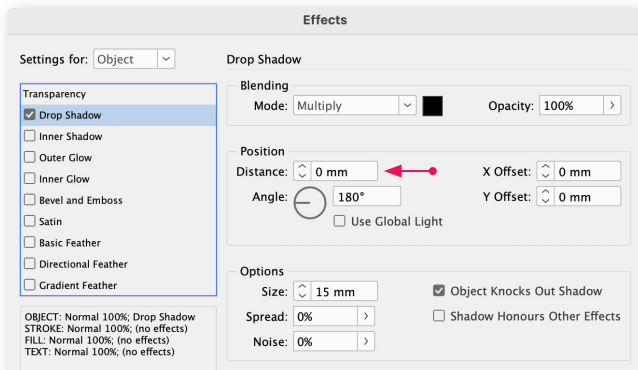 Effects
Settings for: Object
Drop Shadow
Transparency
Drop Shadow
Inner Shadow
Outer Glow
Inner Glow
Bevel and Emboss
Satin
Basic Feather
Directional Feather
Gradient Feather
OBJECT: Normal 100%; Drop Shadow
STROKE: Normal 100%; (no effects)
FILL: Normal 100%; (no effects)
TEXT: Normal 100%; (no effects)
Blending
Mode: Multiply Opacity: 100%
Position
Distance: 0 mm X Offset: 0 mm
Angle: 180° Y Offset: 0 mm
Use Global Light
Options
Size: 15 mm Object Knocks Out Shadow
Spread: 0% Shadow Honours Other Effects
Noise: 0%